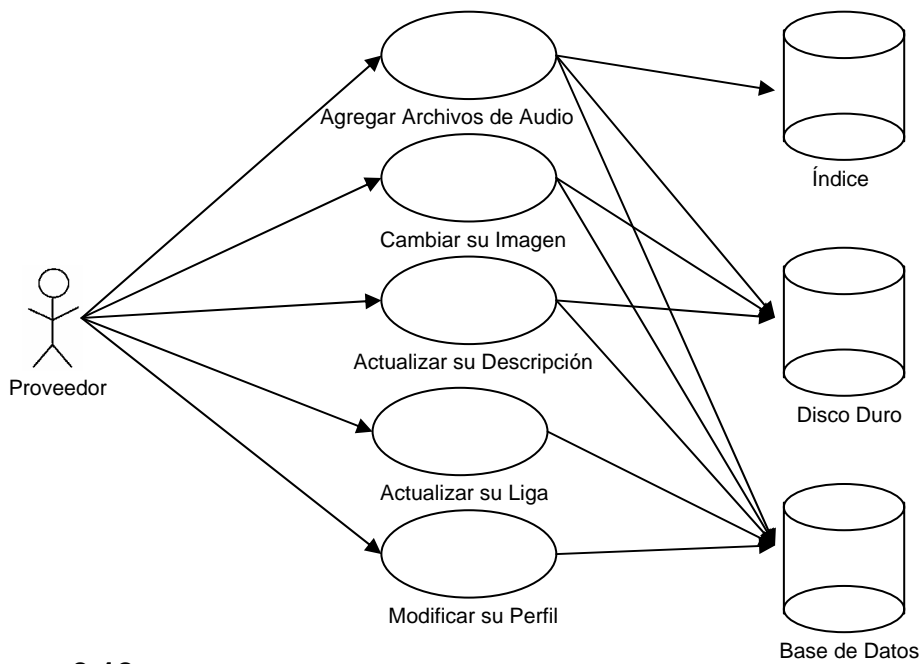 Agregar Archivos de Audio
Índice
Cambiar su Imagen
Actualizar su Descripción
Proveedor
Disco Duro
Actualizar su Liga
Modificar su Perfil
Base de Datos